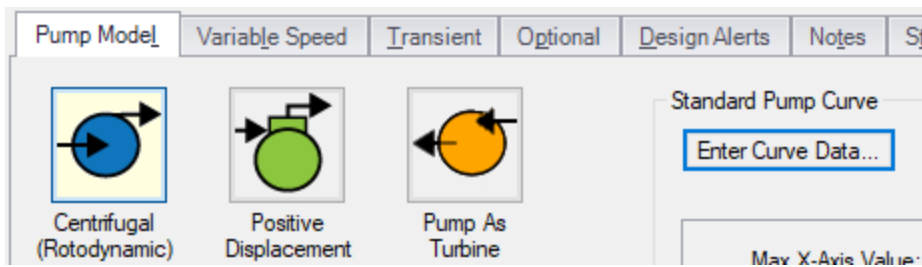 Pump Model Variable Speed Transient Optional Design Alerts Notes
Standard Pump Curve
Enter Curve Data...
Centrifugal
(Rotodynamic)
Positive
Displacement
Pump As
Turbine
Max X-Axis Value: